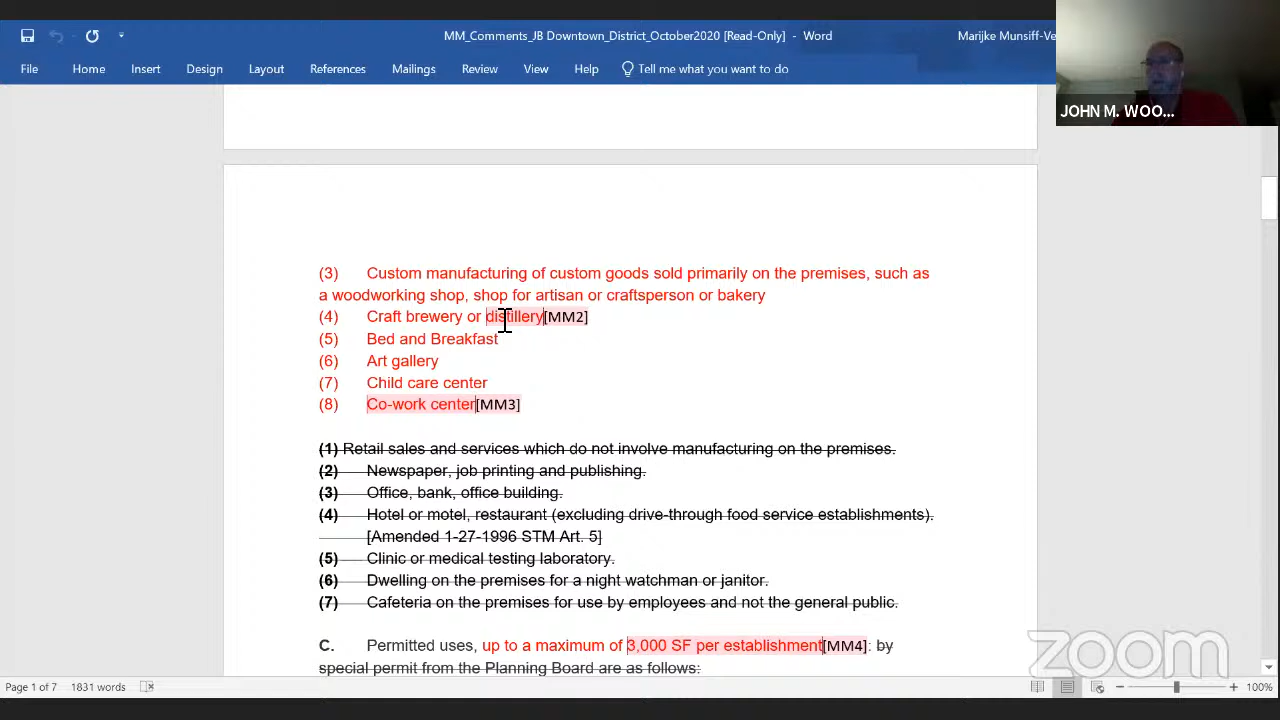 MM_Comments_JB Downtown_District_October2020 [Read-Only] - Word
Marijke Munsiff-Ve
File Home Insert Design Layout References Mailings Review View Help Tell me what you want to do
JOHN M. WOO...
(3) Custom manufacturing of custom goods sold primarily on the premises, such as
a woodworking shop, shop for artisan or craftsperson or bakery
(4) Craft brewery or distillery[MM2]
(5) Bed and Breakfast
(6) Art gallery
(7) Child care center
(8) Co-work center[MM3]
(1) Retail sales and services which do not involve manufacturing on the premises.
(2) Newspaper, job printing and publishing.
(3) Office, bank, office building.
(4) Hotel or motel, restaurant (excluding drive-through food service establishments).
[Amended 1-27-1996 STM Art. 5]
(5) Clinic or medical testing laboratory.
(6) Dwelling on the premises for a night watchman or janitor.
(7) Cafeteria on the premises for use by employees and not the general public.
C. Permitted uses, up to a maximum of 3,000 SF per establishment[MM4]: by
special permit from the Planning Board are as follows:
zoom
Page 1 of 7 1831 words 100%